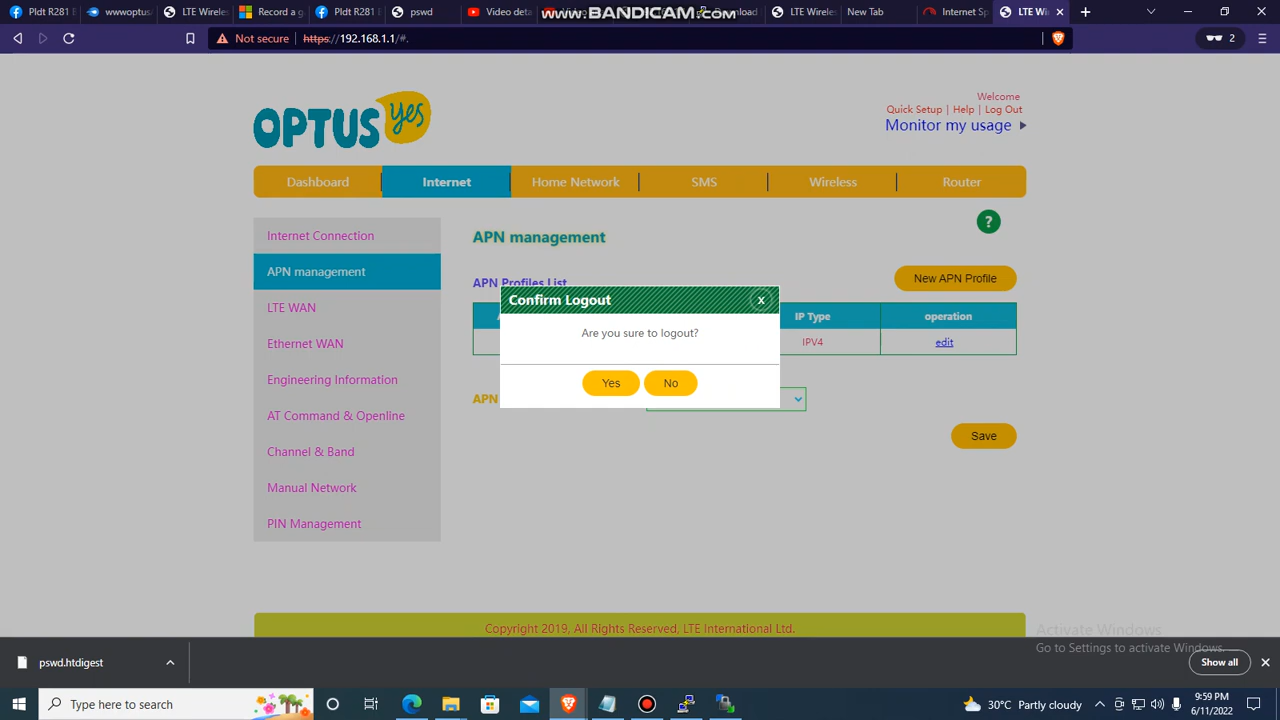 Pldt R281 B
wwwoptus
LTE Wirele
Record a g
Pldt R281 B
pswd
Video deta
www.BANDICAM.com
Download
LTE Wirele
New Tab
Internet Sp
LTE Wi
Not secure
https://192.168.1.1/#.
2
OPTUS yes
Welcome
Quick Setup | Help | Log Out
Monitor my usage
Dashboard
Internet
Home Network
SMS
Wireless
Router
Internet Connection
APN management
LTE WAN
Ethernet WAN
Engineering Information
AT Command & Openline
Channel & Band
Manual Network
PIN Management
APN management
?
APN Profiles List
New APN Profile
IP Type
operation
IPV4
edit
Confirm Logout
x
Are you sure to logout?
Yes
No
APN
Save
Copyright 2019, All Rights Reserved, LTE International Ltd.
Activate Windows
Go to Settings to activate Windows.
pswd.htdigest
Show all
Type here to search
30°C Partly cloudy
9:59 PM
6/11/2022